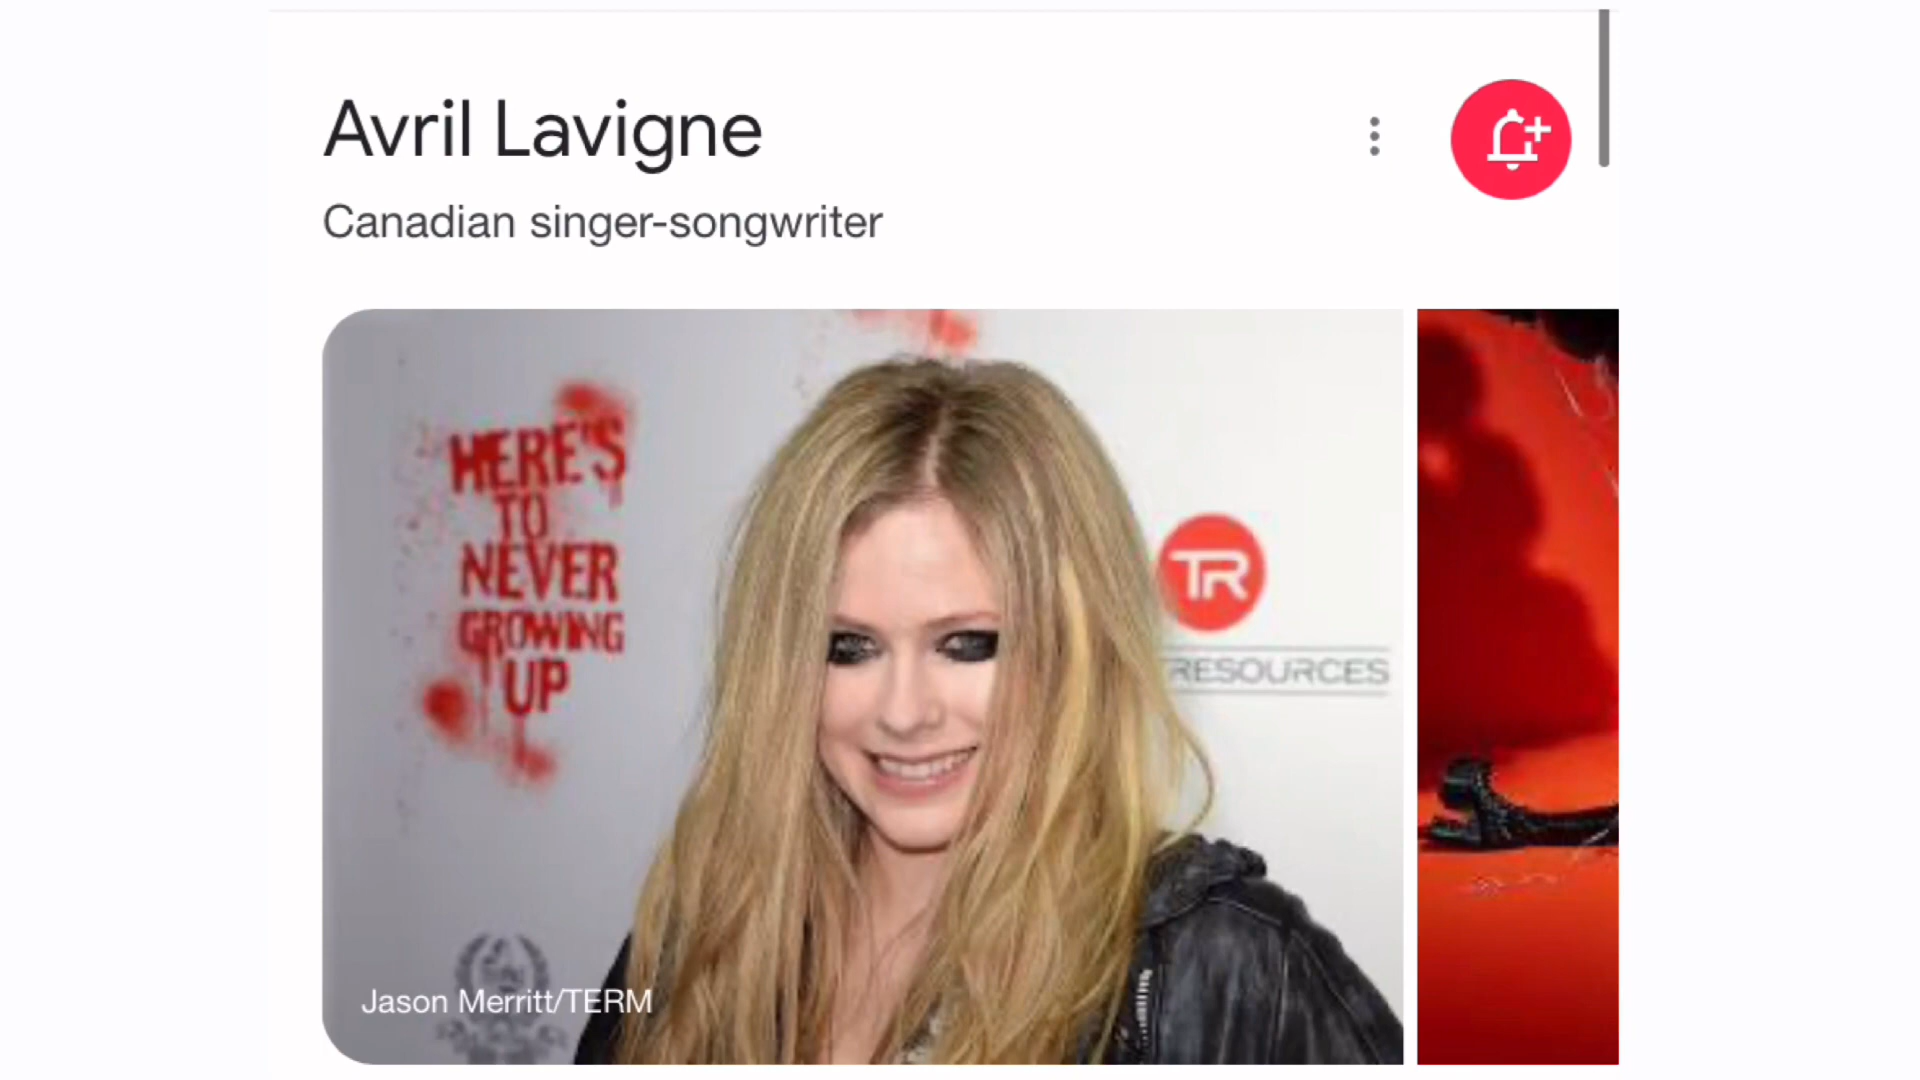 Avril Lavigne
Canadian singer-songwriter
HERE'S
TO
NEVER
GROWING
UP
TR
RESOURCES
Jason Merritt/TERM